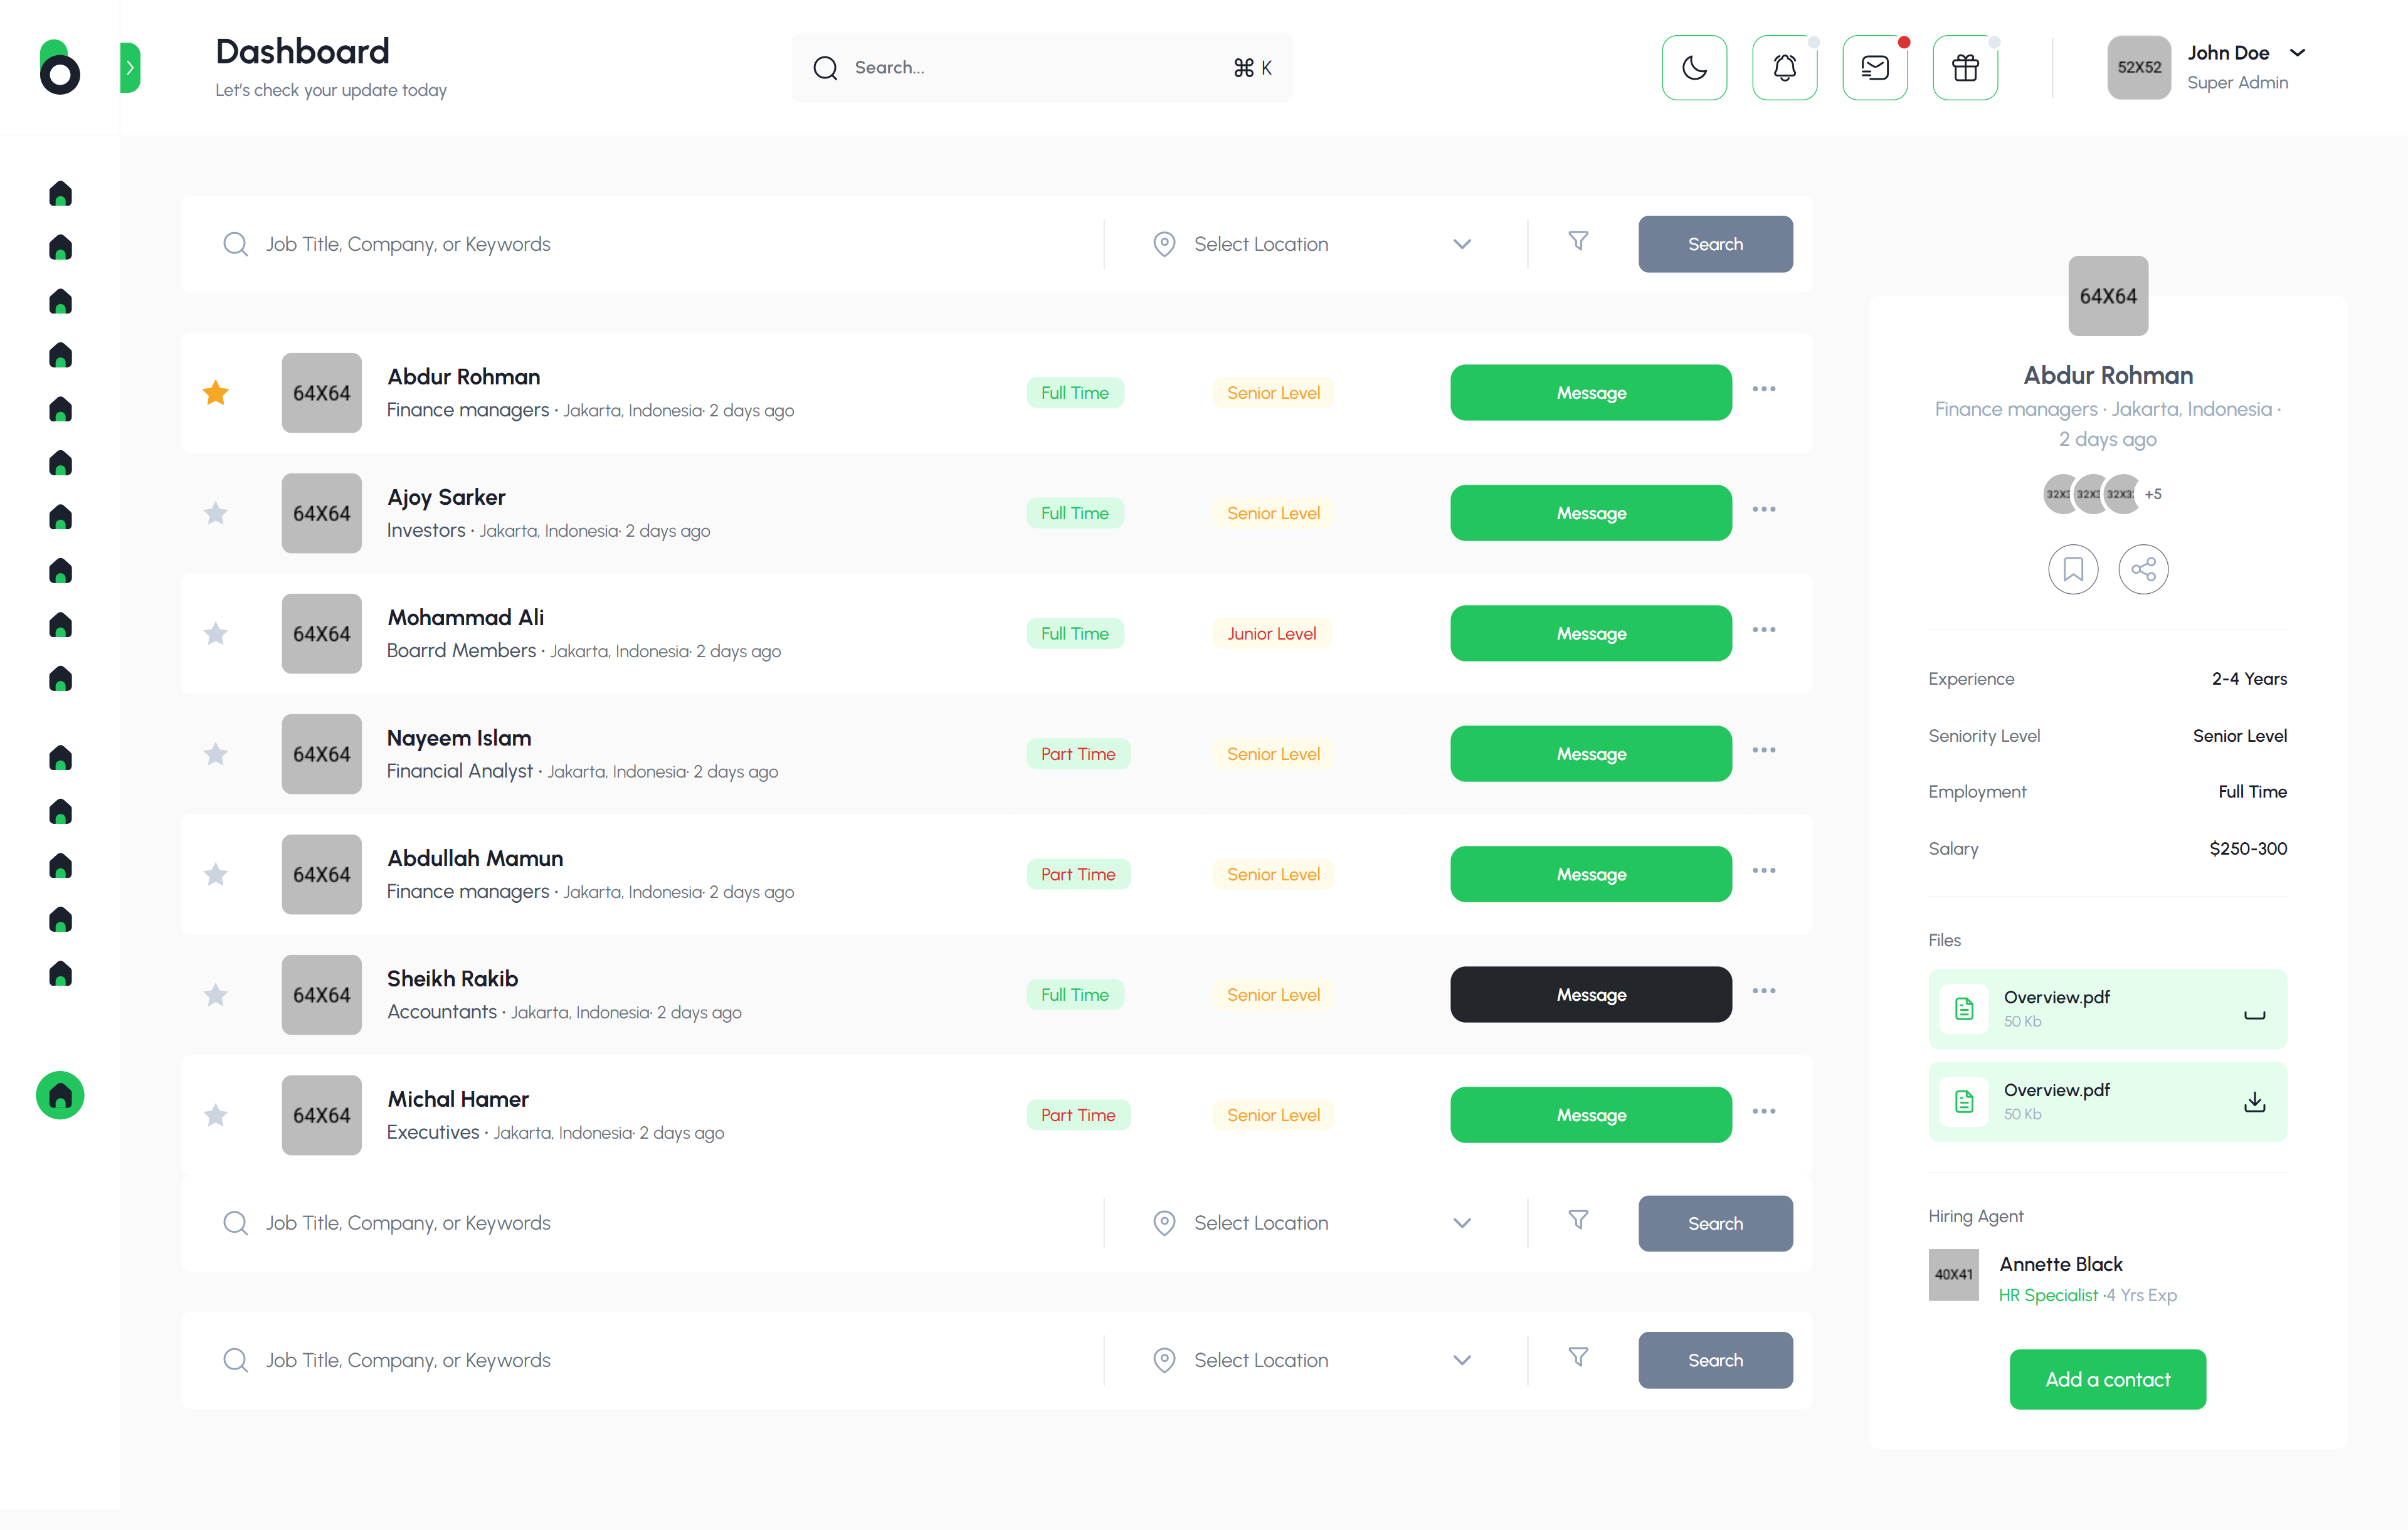 Dashboard
Let's check your update today
Search...
⌘ K
52X52
John Doe
Super Admin
Job Title, Company, or Keywords
Select Location
Search
64X64
Abdur Rohman
Finance managers · Jakarta, Indonesia· 2 days ago
Full Time
Senior Level
Message
64X64
Ajoy Sarker
Investors · Jakarta, Indonesia· 2 days ago
Full Time
Senior Level
Message
64X64
Mohammad Ali
Boarrd Members · Jakarta, Indonesia· 2 days ago
Full Time
Junior Level
Message
64X64
Nayeem Islam
Financial Analyst · Jakarta, Indonesia· 2 days ago
Part Time
Senior Level
Message
64X64
Abdullah Mamun
Finance managers · Jakarta, Indonesia· 2 days ago
Part Time
Senior Level
Message
64X64
Sheikh Rakib
Accountants · Jakarta, Indonesia· 2 days ago
Full Time
Senior Level
Message
64X64
Michal Hamer
Executives · Jakarta, Indonesia· 2 days ago
Part Time
Senior Level
Message
Job Title, Company, or Keywords
Select Location
Search
Job Title, Company, or Keywords
Select Location
Search
64X64
Abdur Rohman
Finance managers · Jakarta, Indonesia ·
2 days ago
+5
Experience
2-4 Years
Seniority Level
Senior Level
Employment
Full Time
Salary
$250-300
Files
Overview.pdf
50 Kb
Overview.pdf
50 Kb
Hiring Agent
40X41
Annette Black
HR Specialist ·4 Yrs Exp
Add a contact